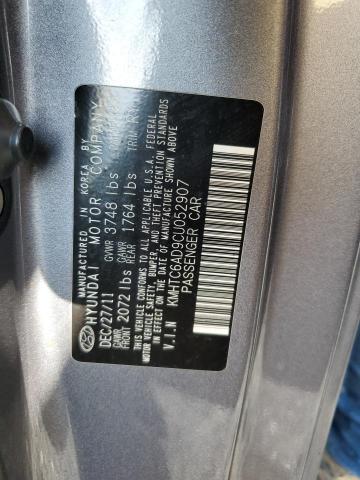 MANUFACTURED IN KOREA BY
HYUNDAI MOTOR COMPANY
DEC/27/11 GVWR 3748 lbs
GAWR FRONT 2072 lbs GAWR REAR 1764 lbs TRIM
THIS VEHICLE CONFORMS TO ALL APPLICABLE U.S.A. FEDERAL
MOTOR VEHICLE SAFETY, BUMPER, AND THEFT PREVENTION
IN EFFECT ON THE DATE OF MANUFACTURE SHOWN ABOVE
V.I.N KMHTC6AD9CU052907
PASSENGER CAR